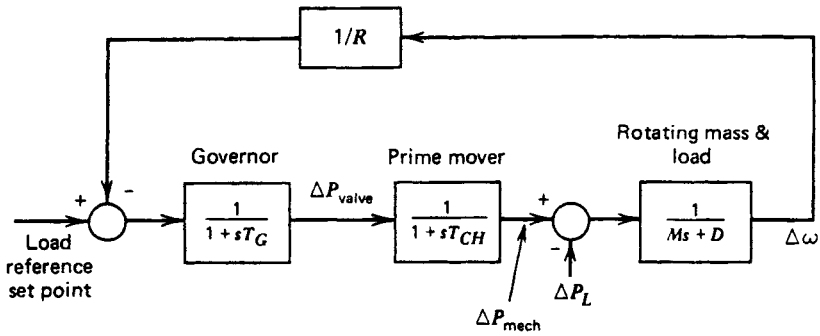 1/R
Rotating mass &
load
Governor
Prime mover
+
-
1
1 + sT_G
ΔP_valve
1
1 + sT_CH
+
-
1
Ms + D
Δω
Load
reference
set point
ΔP_L
ΔP_mech